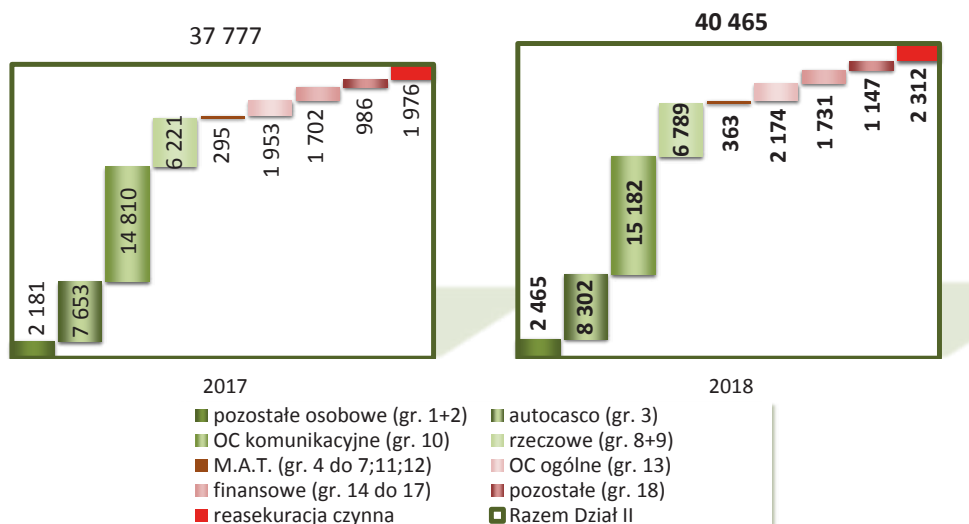 37 777
2 181
7 653
14 810
6 221
295
1 953
1 702
986
1 976
2017
40 465
2 465
8 302
15 182
6 789
363
2 174
1 731
1 147
2 312
2018
pozostałe osobowe (gr. 1+2)
autocasco (gr. 3)
OC komunikacyjne (gr. 10)
rzeczowe (gr. 8+9)
M.A.T. (gr. 4 do 7;11;12)
OC ogólne (gr. 13)
finansowe (gr. 14 do 17)
pozostałe (gr. 18)
reasekuracja czynna
Razem Dział II